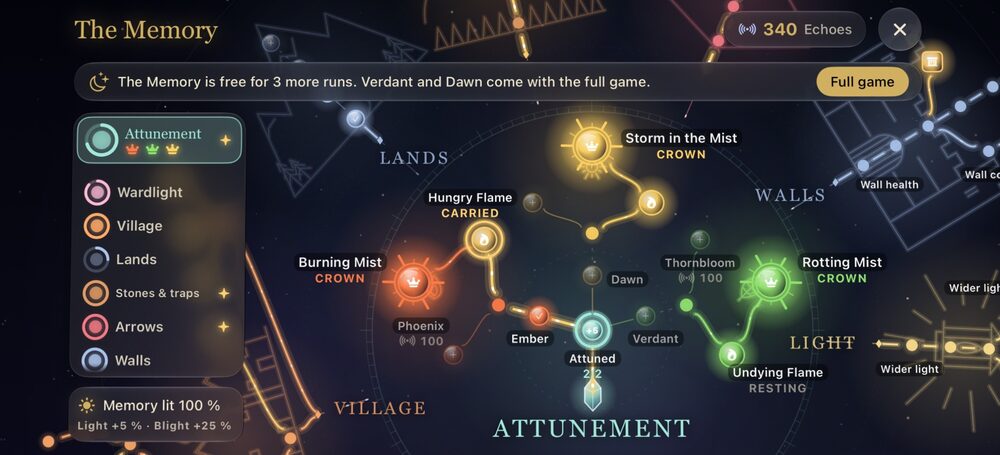 The Memory
340 Echoes
The Memory is free for 3 more runs. Verdant and Dawn come with the full game.
Full game
Attunement
Wardlight
Village
Lands
Stones & traps
Arrows
Walls
Memory lit 100 %
Light +5 % · Blight +25 %
LANDS
WALLS
Wall health
Storm in the Mist
CROWN
Hungry Flame
CARRIED
Burning Mist
CROWN
Thornbloom
100
Rotting Mist
CROWN
Dawn
Phoenix
100
Ember
+5
Verdant
Attuned
2/2
Undying Flame
RESTING
LIGHT
Wider light
VILLAGE
ATTUNEMENT